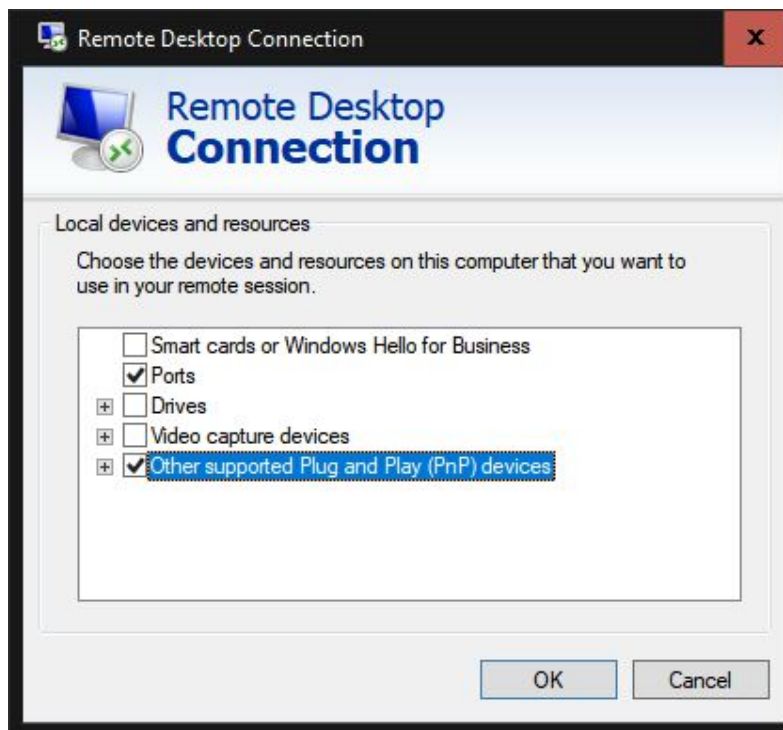 Remote Desktop Connection
x
Remote Desktop
Connection
Local devices and resources
Choose the devices and resources on this computer that you want to
use in your remote session.
Smart cards or Windows Hello for Business
Ports
Drives
Video capture devices
Other supported Plug and Play (PnP) devices
OK
Cancel